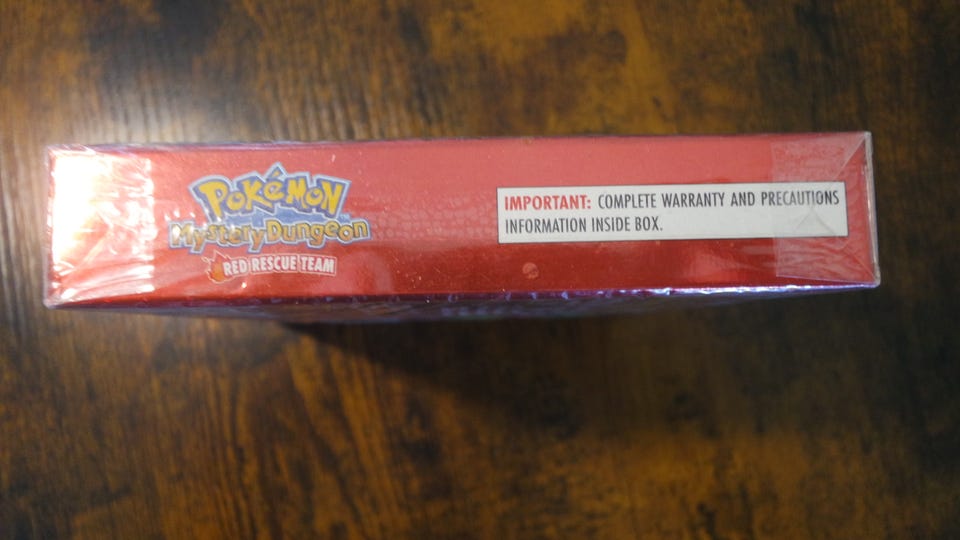 POKéMON
Mystery Dungeon
RED RESCUE TEAM
IMPORTANT: COMPLETE WARRANTY AND PRECAUTIONS
INFORMATION INSIDE BOX.